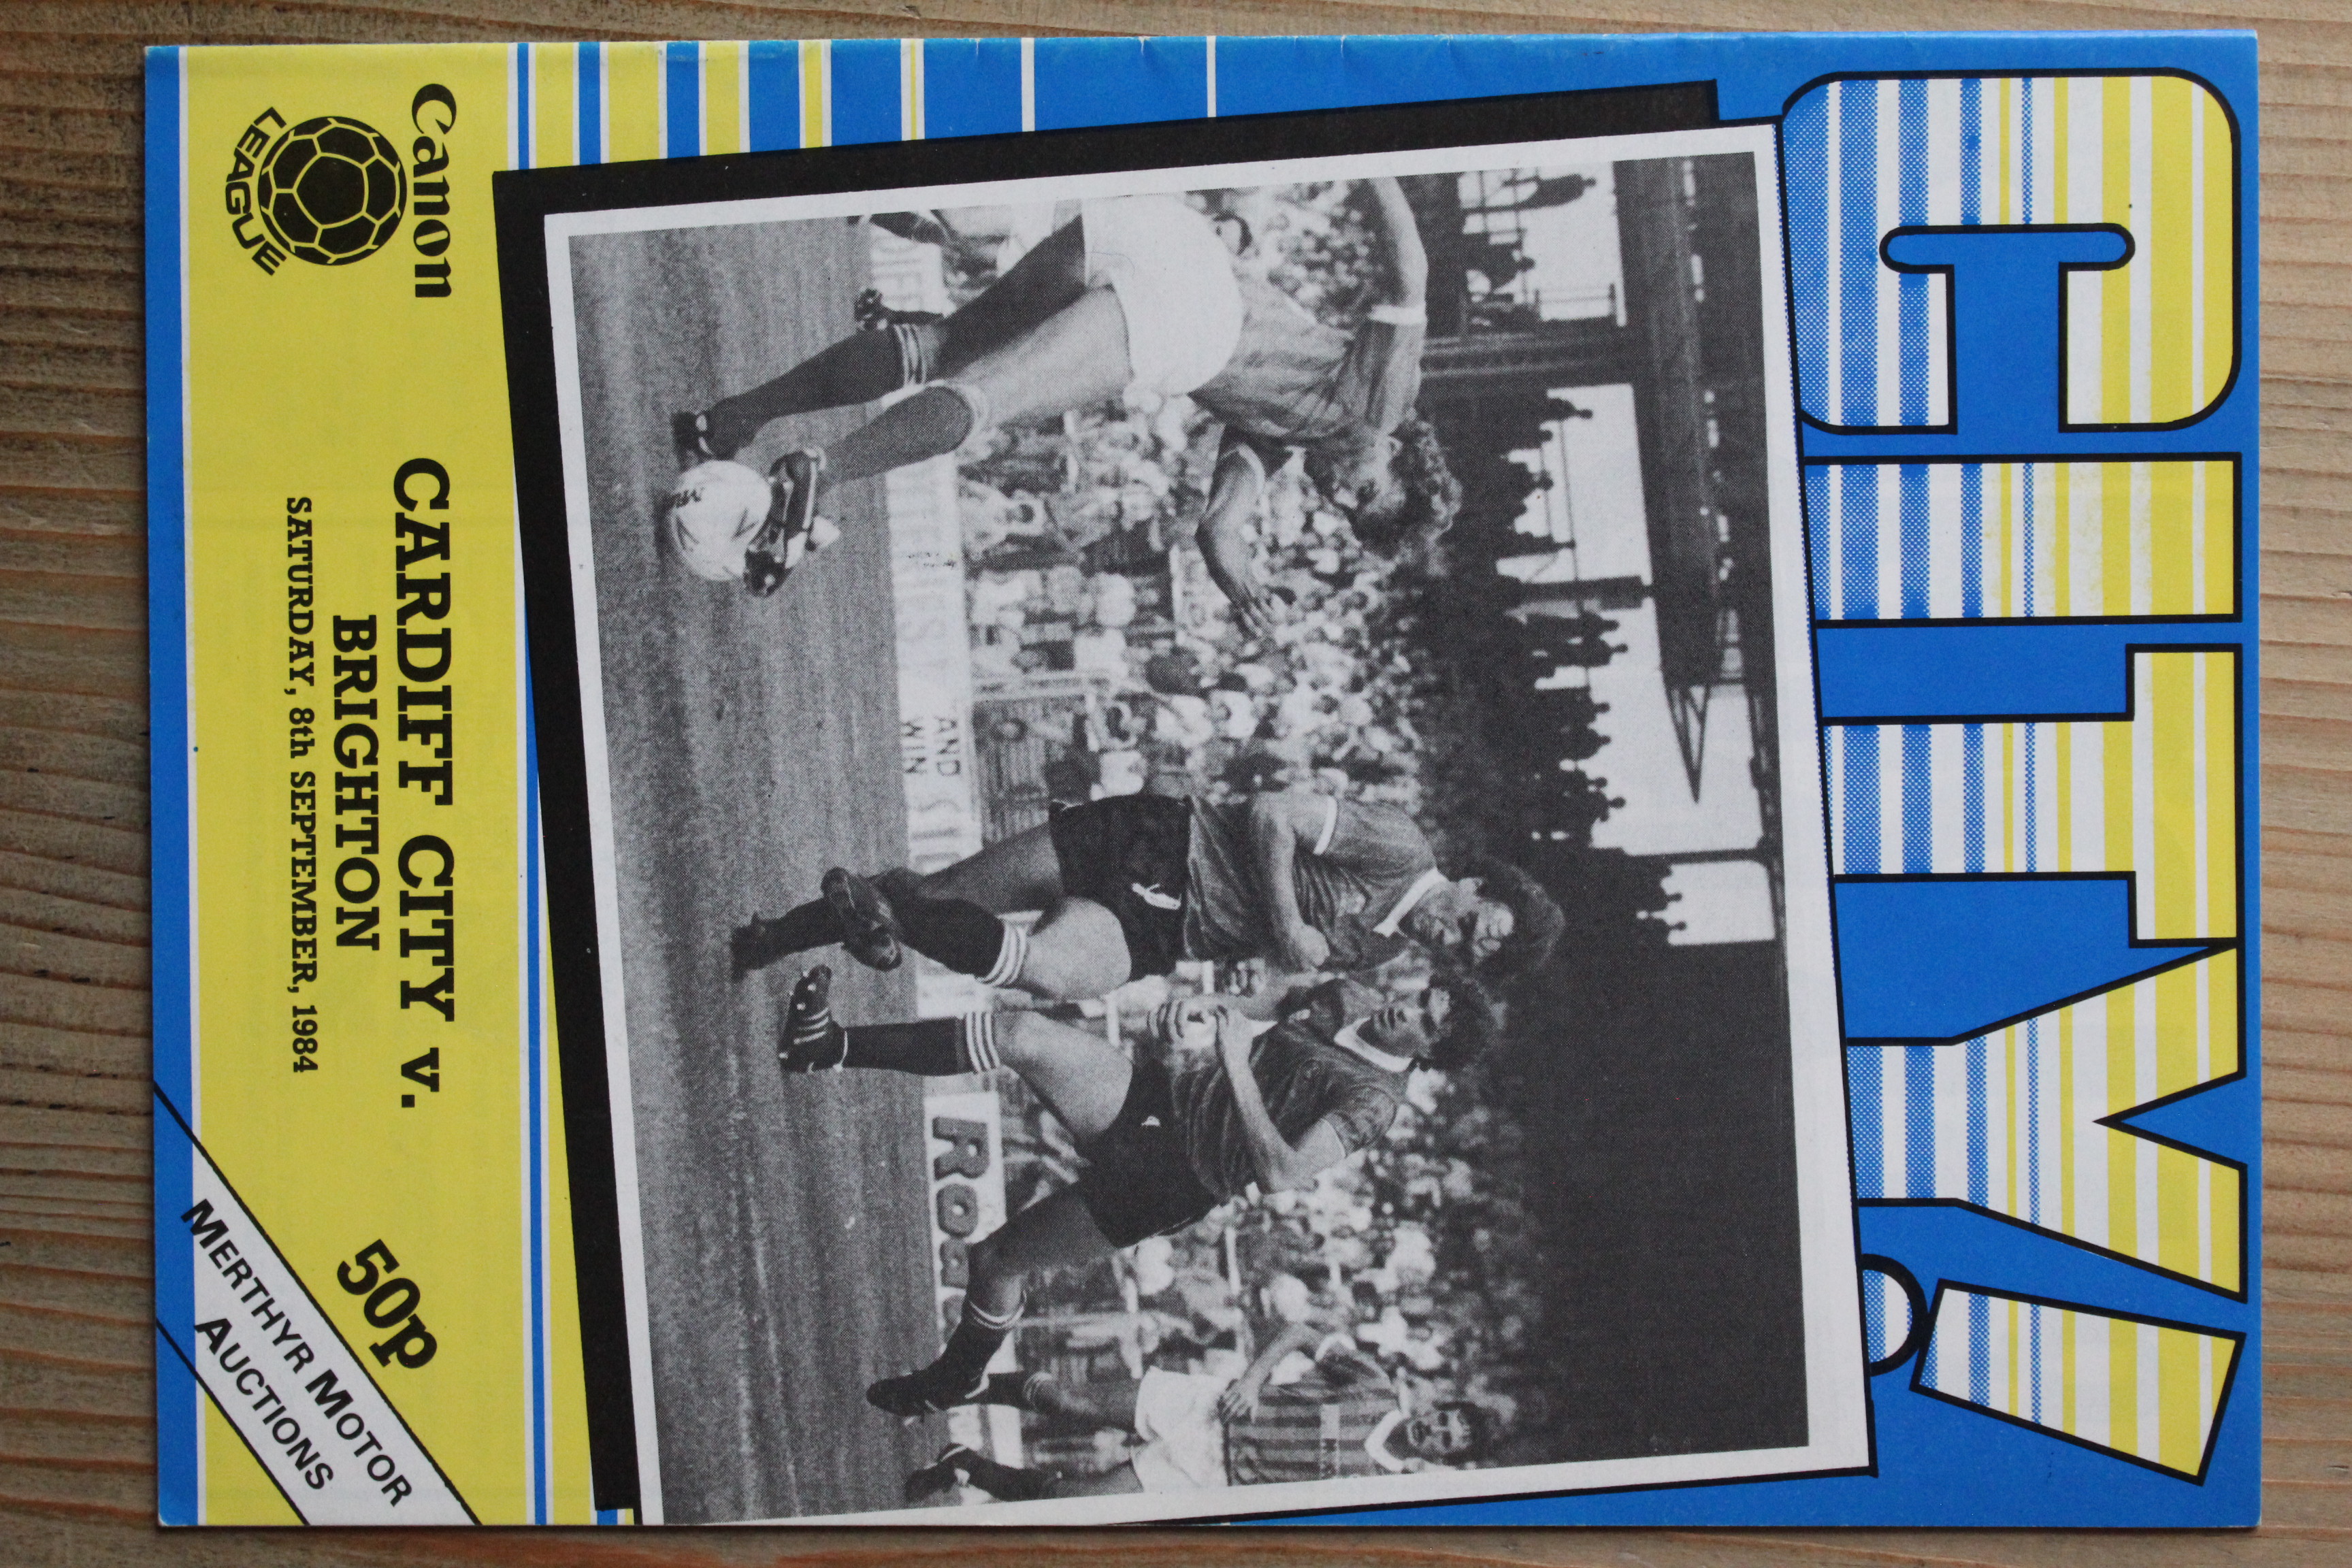 CITY!
AND
WIN
Canon
LEAGUE
CARDIFF CITY v.
BRIGHTON
SATURDAY, 8th SEPTEMBER, 1984
50p
MERTHYR MOTOR
AUCTIONS